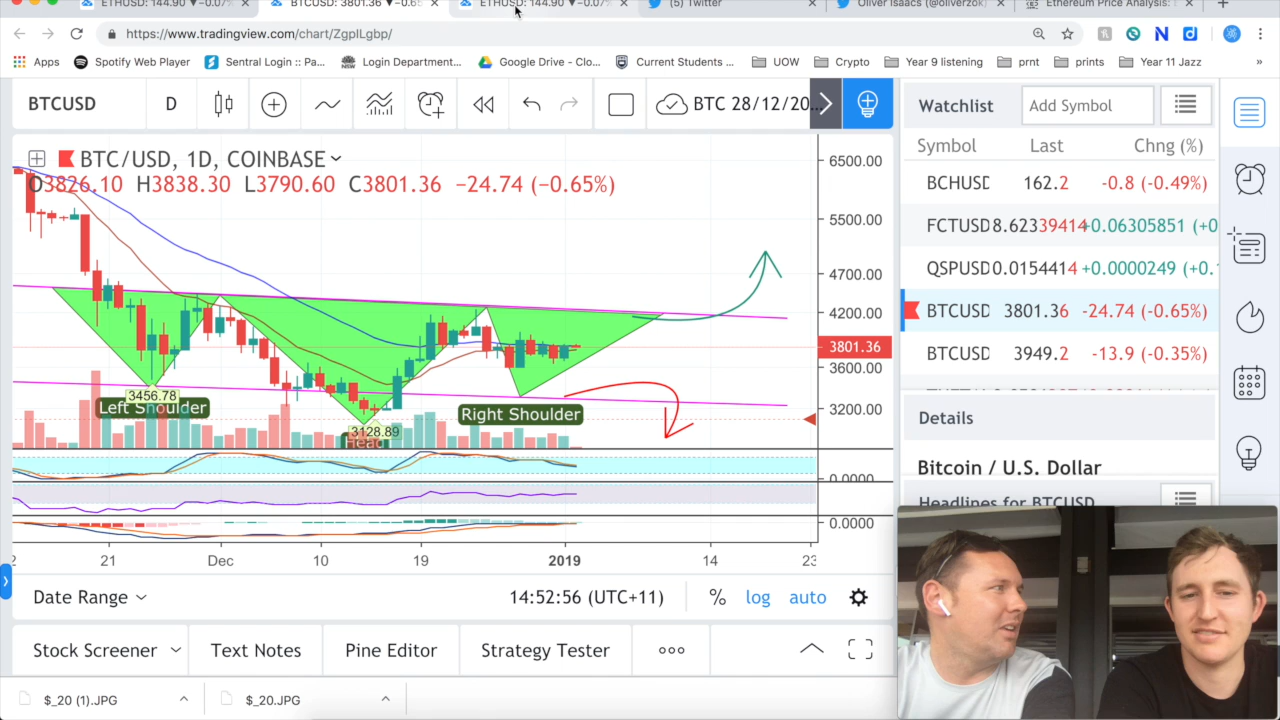 ETHUSD: 144.90 ▼-0.07%
BTCUSD: 3801.36 ▼-0.65
ETHUSD: 144.90 ▼-0.07%
(5) Twitter
Oliver Isaacs (@oliverzok)
Ethereum Price Analysis: E
https://www.tradingview.com/chart/ZgpILgbp/
Apps
Spotify Web Player
Sentral Login :: Pa...
Login Department...
Google Drive - Clo...
Current Students ...
UOW
Crypto
Year 9 listening
prnt
prints
Year 11 Jazz
»
BTCUSD
D
BTC 28/12/20...
Watchlist
Add Symbol
Symbol Last Chng (%)
BCHUSD 162.2 -0.8 (-0.49%)
FCTUSD 8.62339414 +0.06305851 (+0
QSPUSD 0.0154414 +0.0000249 (+0.
BTCUSD 3801.36 -24.74 (-0.65%)
BTCUSD 3949.2 -13.9 (-0.35%)
Details
Bitcoin / U.S. Dollar
Headlines for BTCUSD
BTC/USD, 1D, COINBASE
O3826.10 H3838.30 L3790.60 C3801.36 −24.74 (−0.65%)
6500.00
5500.00
4700.00
4200.00
3801.36
3600.00
3200.00
0.0000
0.0000
3456.78
Left Shoulder
3128.89
Head
Right Shoulder
21 Dec 10 19 2019 14 23
Date Range
14:52:56 (UTC+11)
% log auto
Stock Screener
Text Notes
Pine Editor
Strategy Tester
$_20 (1).JPG
$_20.JPG